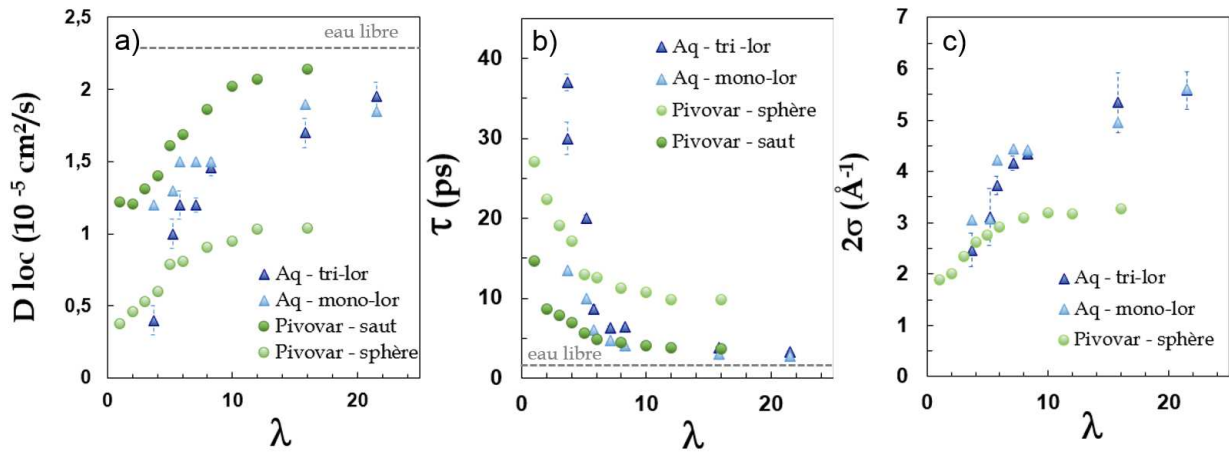 a)
eau libre
2,5
2
1,5
1
0,5
0
0
10
20
D loc (10⁻⁵ cm²/s)
λ
Aq - tri-lor
Aq - mono-lor
Pivovar - saut
Pivovar - sphère
b)
40
30
20
10
0
0
10
20
τ (ps)
λ
Aq - tri -lor
Aq - mono-lor
Pivovar - sphère
Pivovar - saut
eau libre
c)
7
6
5
4
3
2
1
0
0
10
20
2σ (Å⁻¹)
λ
Aq - tri-lor
Aq - mono-lor
Pivovar - sphère